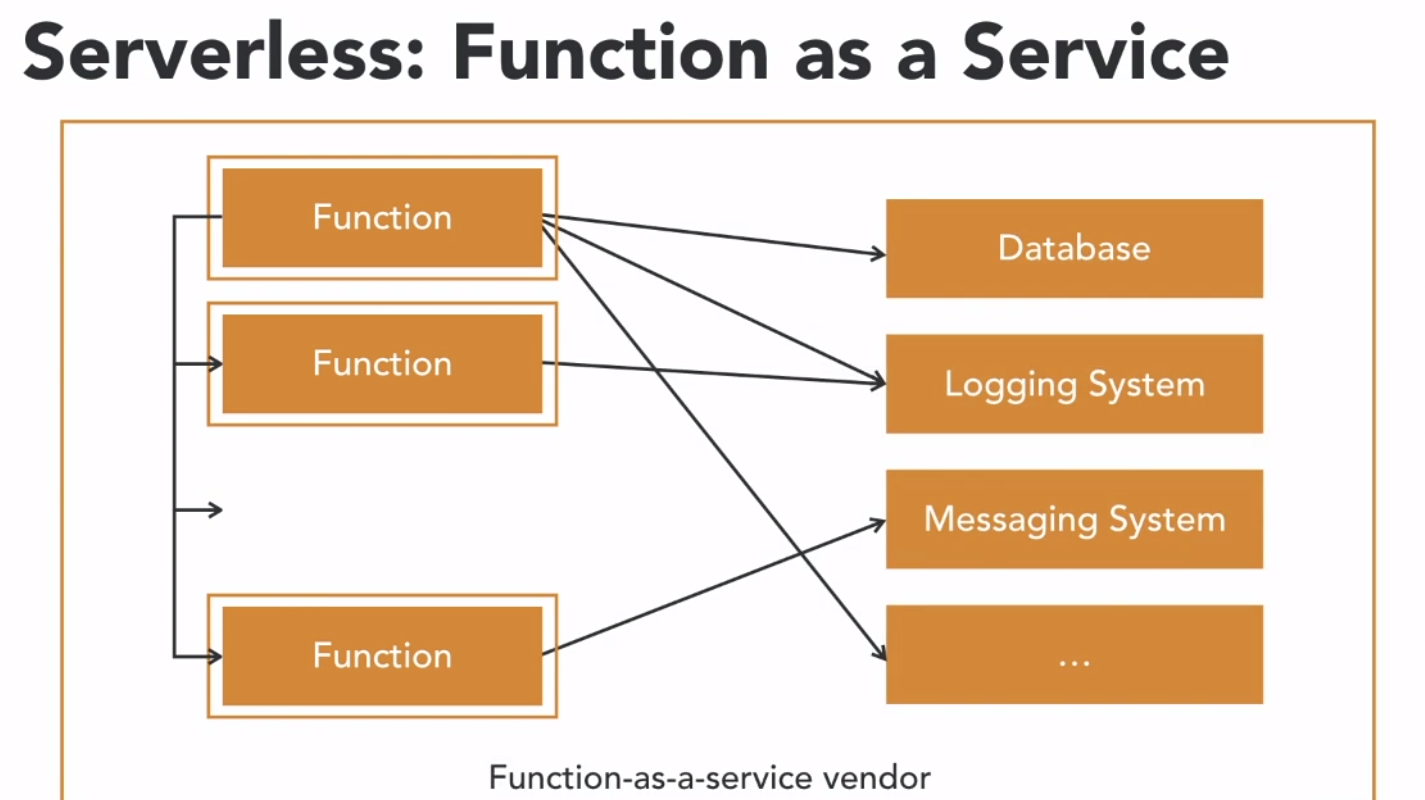 Serverless: Function as a Service
Function
Function
Function
Database
Logging System
Messaging System
...
Function-as-a-service vendor